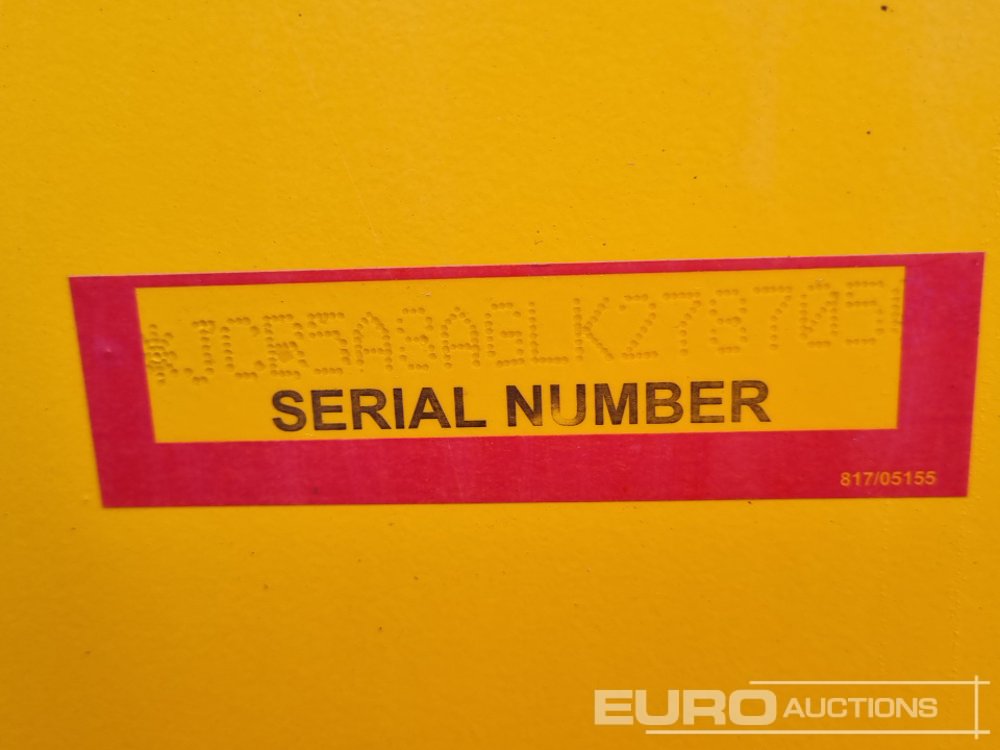 *JCB5A8AGLK2787051
SERIAL NUMBER
817/05155
EURO AUCTIONS